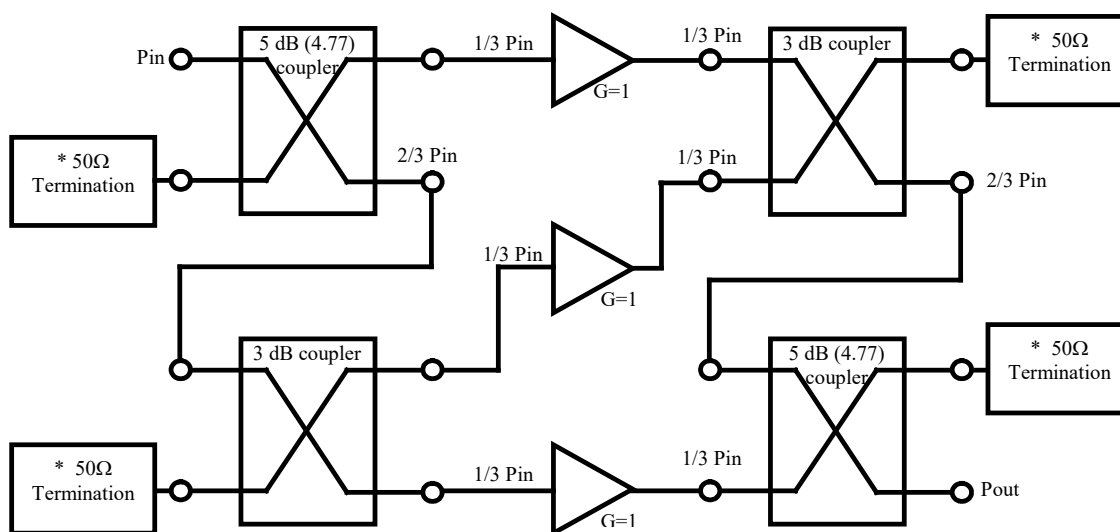 5 dB (4.77)
coupler
1/3 Pin
1/3 Pin
3 dB coupler
* 50Ω
Termination
Pin
G=1
* 50Ω
Termination
2/3 Pin
1/3 Pin
2/3 Pin
1/3 Pin
G=1
3 dB coupler
5 dB (4.77)
coupler
* 50Ω
Termination
* 50Ω
Termination
1/3 Pin
1/3 Pin
Pout
G=1